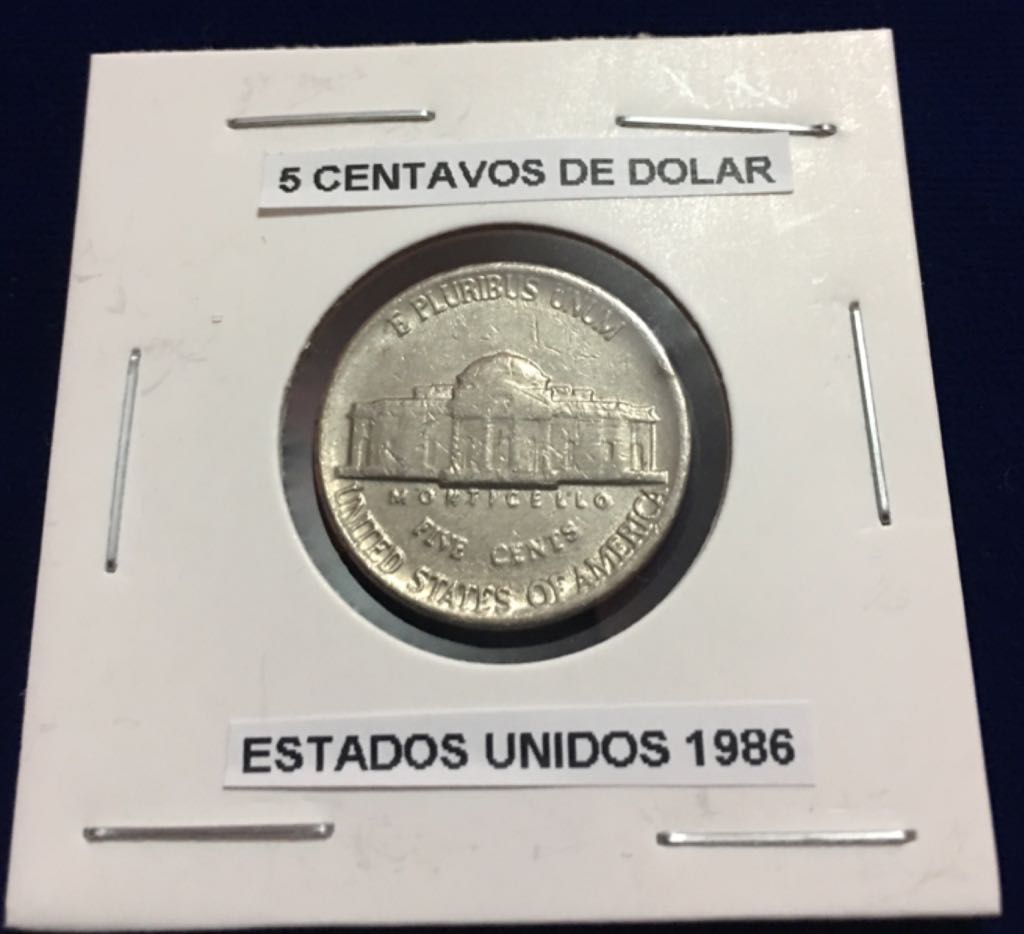 5 CENTAVOS DE DOLAR
E PLURIBUS UNUM
MONTICELLO
FIVE CENTS
UNITED STATES OF AMERICA
ESTADOS UNIDOS 1986